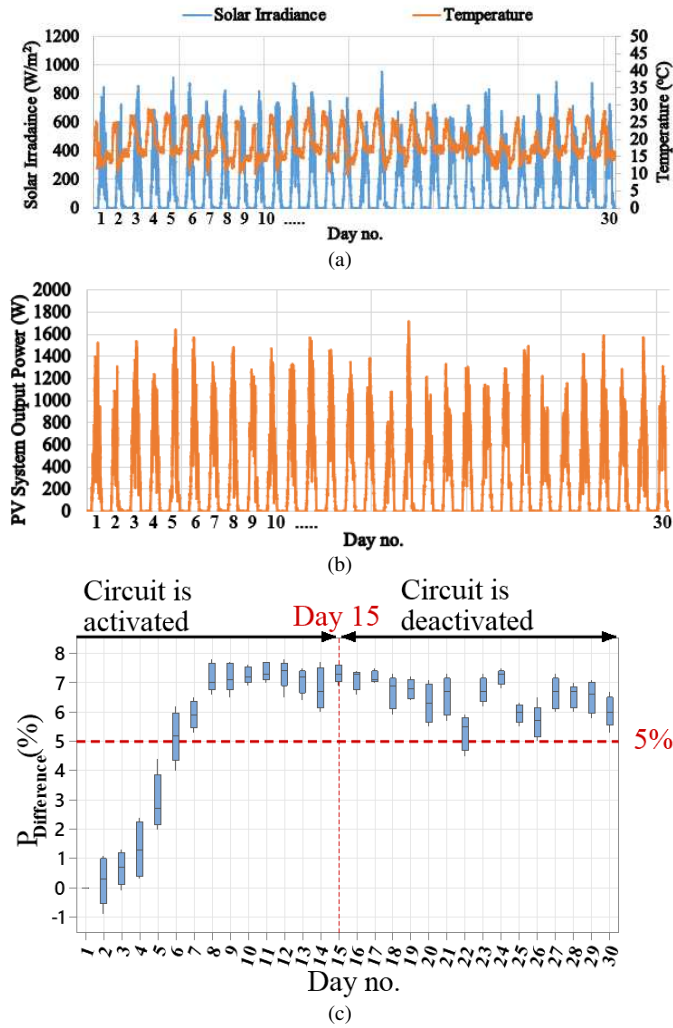 Solar Irradiance Temperature
Solar Irradaince (W/m²)
1200
1000
800
600
400
200
0
50
45
40
35
30
25
20
15
10
5
0
Temperature (ºC)
1 2 3 4 5 6 7 8 9 10 ..... 30
Day no.
(a)
PV System Output Power (W)
2000
1800
1600
1400
1200
1000
800
600
400
200
0
1 2 3 4 5 6 7 8 9 10 ..... 30
Day no.
(b)
Circuit is
activated
Day 15
Circuit is
deactivated
P_Difference (%)
8
7
6
5
4
3
2
1
0
-1
5%
1 2 3 4 5 6 7 8 9 10 11 12 13 14 15 16 17 18 19 20 21 22 23 24 25 26 27 28 29 30
Day no.
(c)